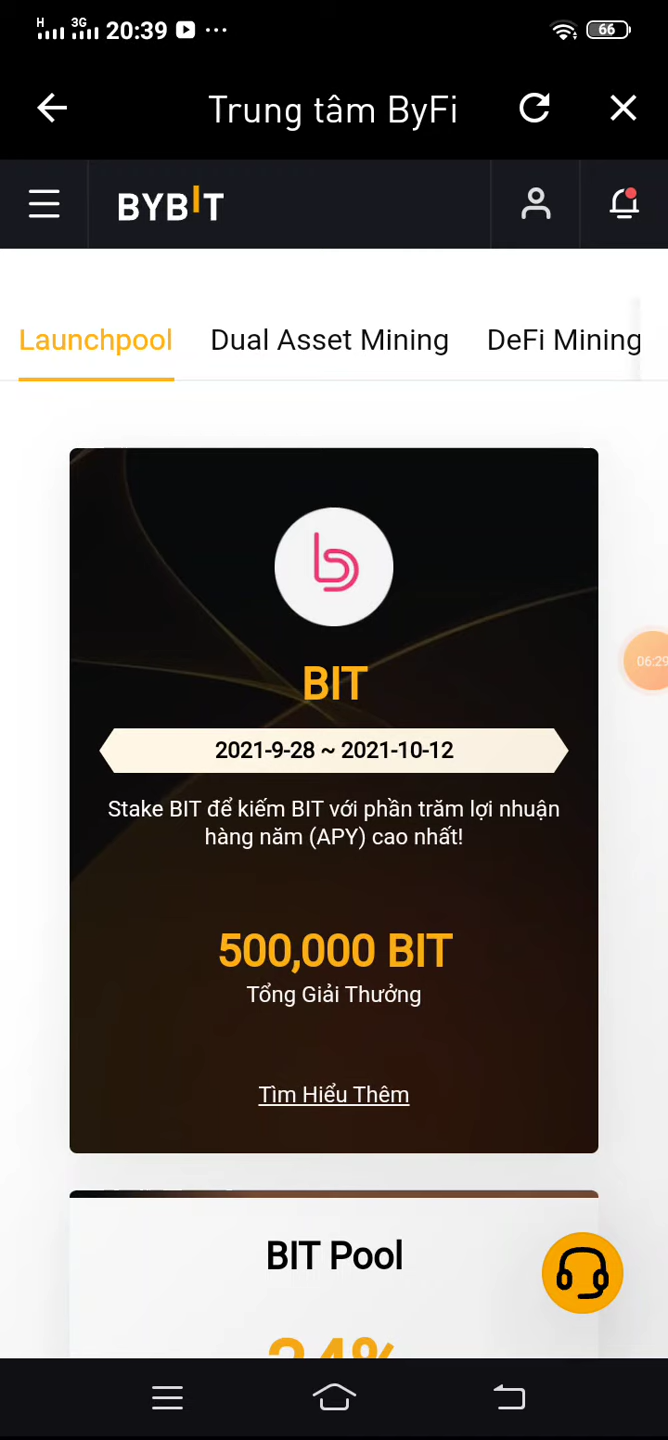 H 3G 20:39 66
Trung tâm ByFi
BYBIT
Launchpool Dual Asset Mining DeFi Mining
BIT
2021-9-28 ~ 2021-10-12
Stake BIT để kiếm BIT với phần trăm lợi nhuận
hàng năm (APY) cao nhất!
06:29
500,000 BIT
Tổng Giải Thưởng
Tìm Hiểu Thêm
BIT Pool